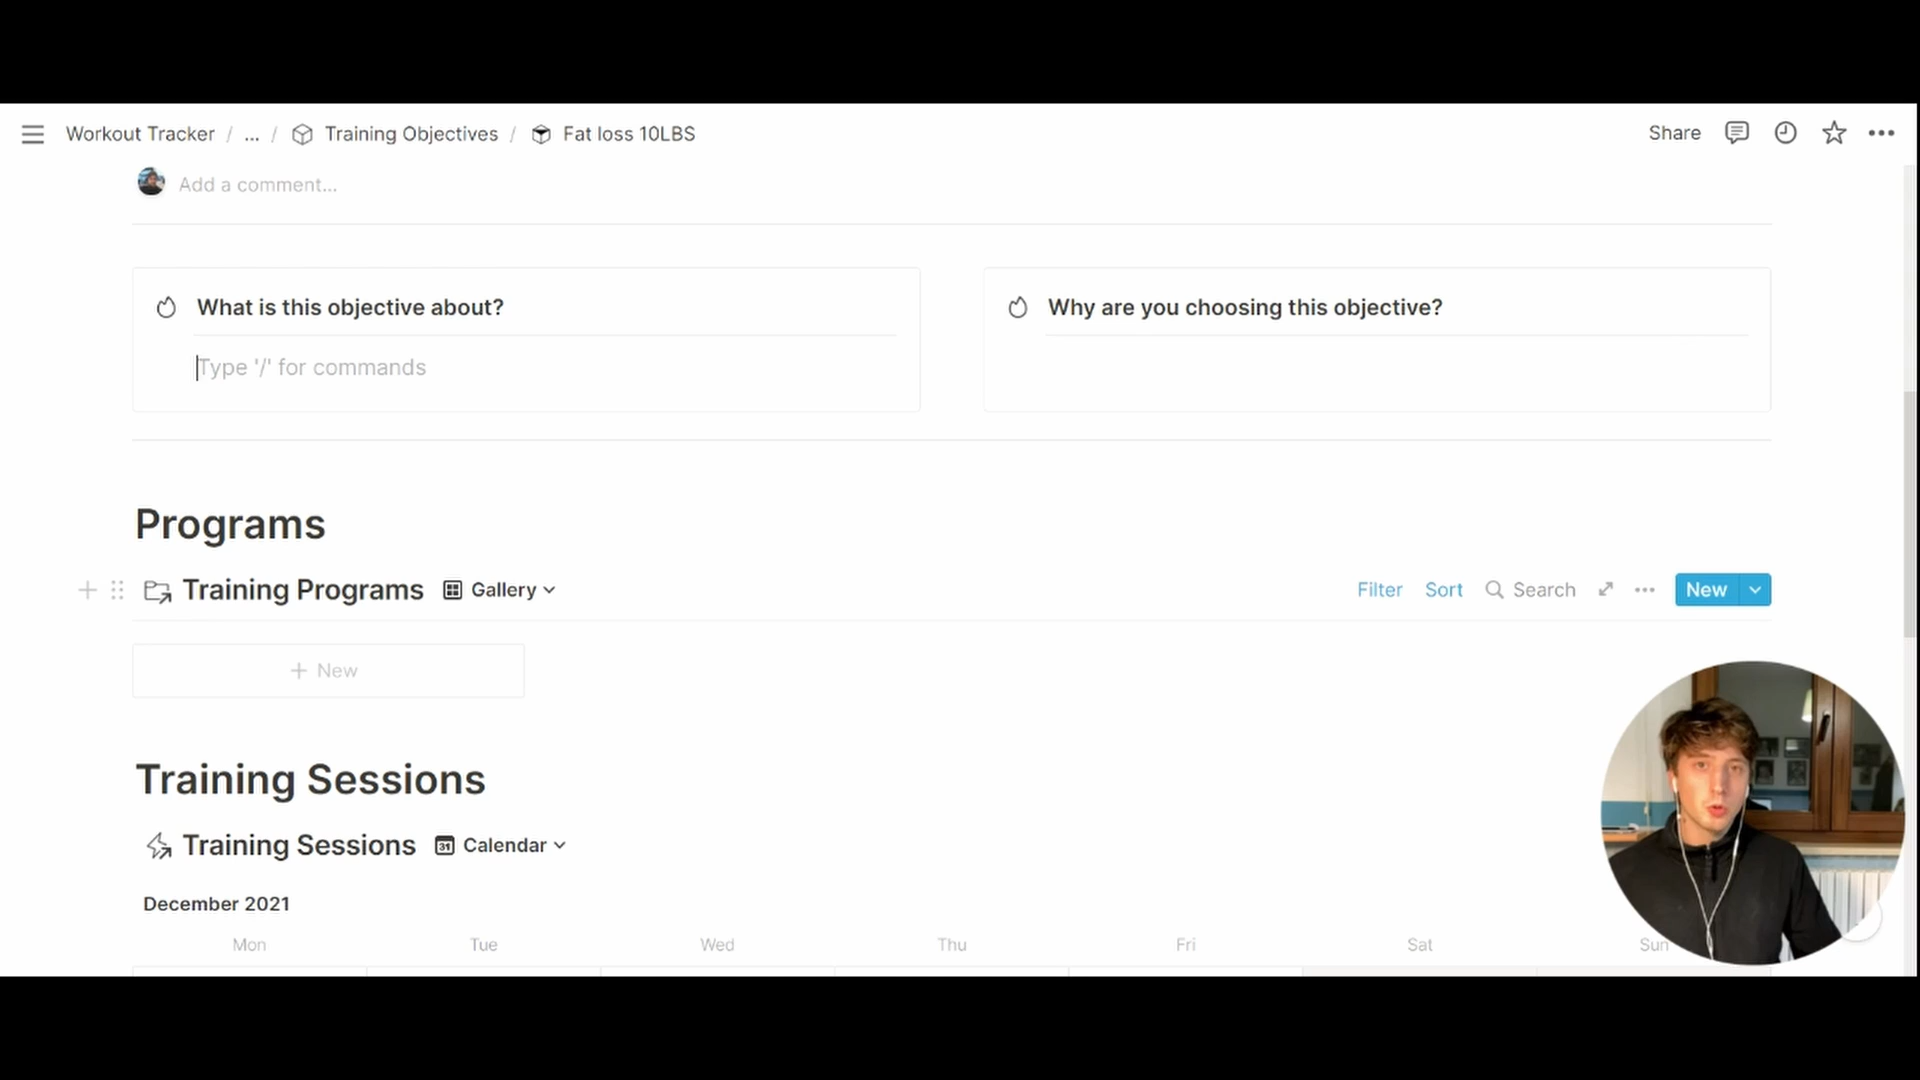 Workout Tracker / ... / Training Objectives / Fat loss 10LBS
Share
Add a comment...
What is this objective about?
Type '/' for commands
Why are you choosing this objective?
Programs
Training Programs Gallery
Filter Sort Search New
+ New
Training Sessions
Training Sessions 31 Calendar
December 2021
Mon Tue Wed Thu Fri Sat Sun